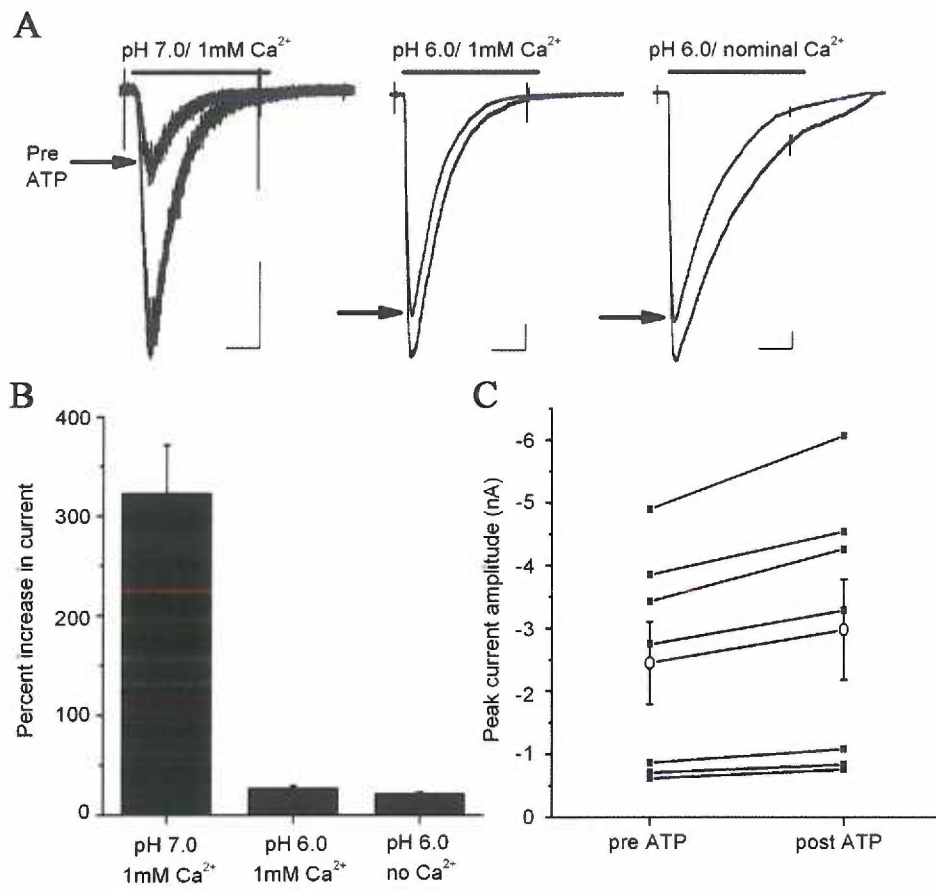 A
pH 7.0/ 1mM Ca²⁺
pH 6.0/ 1mM Ca²⁺
pH 6.0/ nominal Ca²⁺
Pre
ATP
B
Percent increase in current
400
300
200
100
0
pH 7.0
1mM Ca²⁺
pH 6.0
1mM Ca²⁺
pH 6.0
no Ca²⁺
C
Peak current amplitude (nA)
-6
-5
-4
-3
-2
-1
0
pre ATP
post ATP